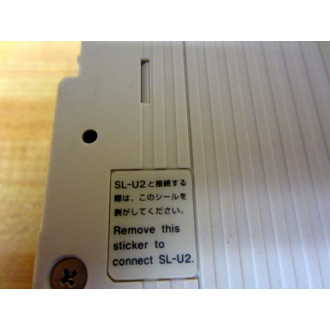 SL-U2と接続する
際は、このシールを
剥がしてください。
Remove this
sticker to
connect SL-U2.